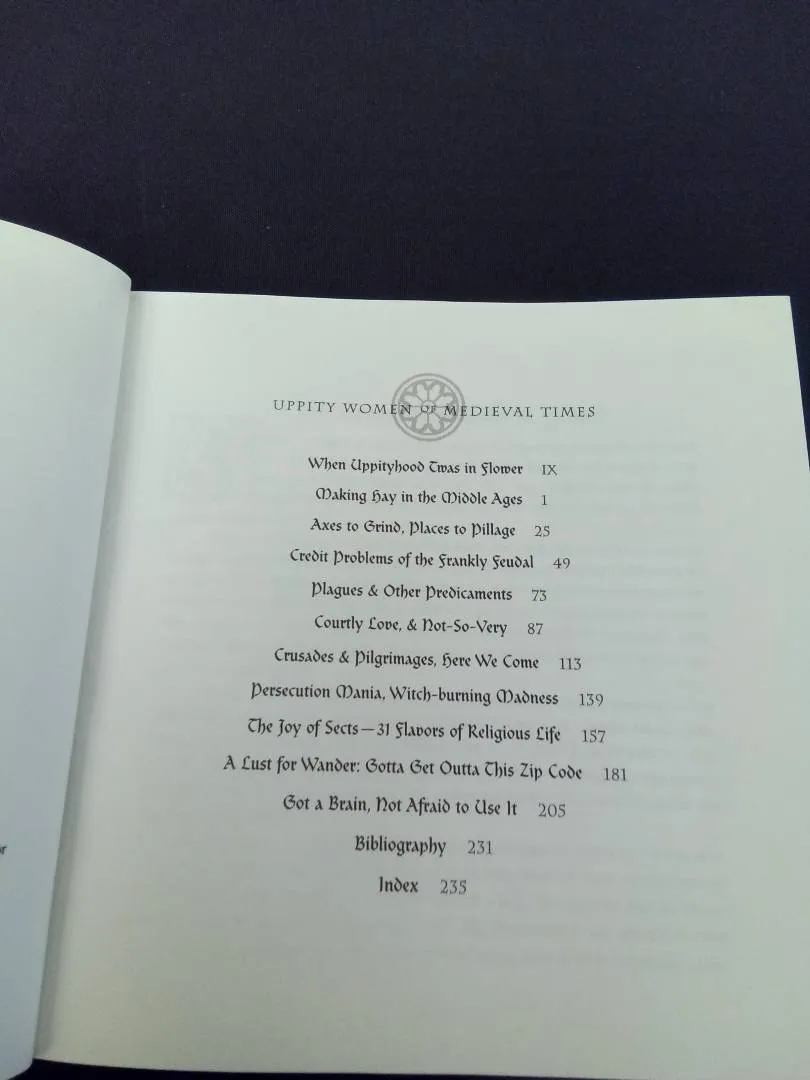 UPPITY WOMEN OF MEDIEVAL TIMES
When Uppityhood Twas in Flower IX
Making Hay in the Middle Ages 1
Axes to Grind, Places to Pillage 25
Credit Problems of the Frankly Feudal 49
Plagues & Other Predicaments 73
Courtly Love, & Not-So-Very 87
Crusades & Pilgrimages, Here We Come 113
Persecution Mania, Witch-burning Madness 139
The Joy of Sects—31 Flavors of Religious Life 157
A Lust for Wander: Gotta Get Outta This Zip Code 181
Got a Brain, Not Afraid to Use It 205
Bibliography 231
Index 235